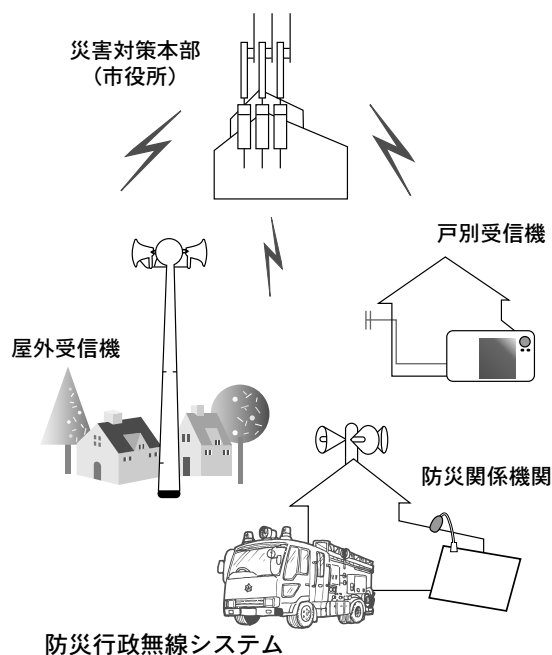 災害対策本部
（市役所）
戸別受信機
屋外受信機
防災関係機関
防災行政無線システム